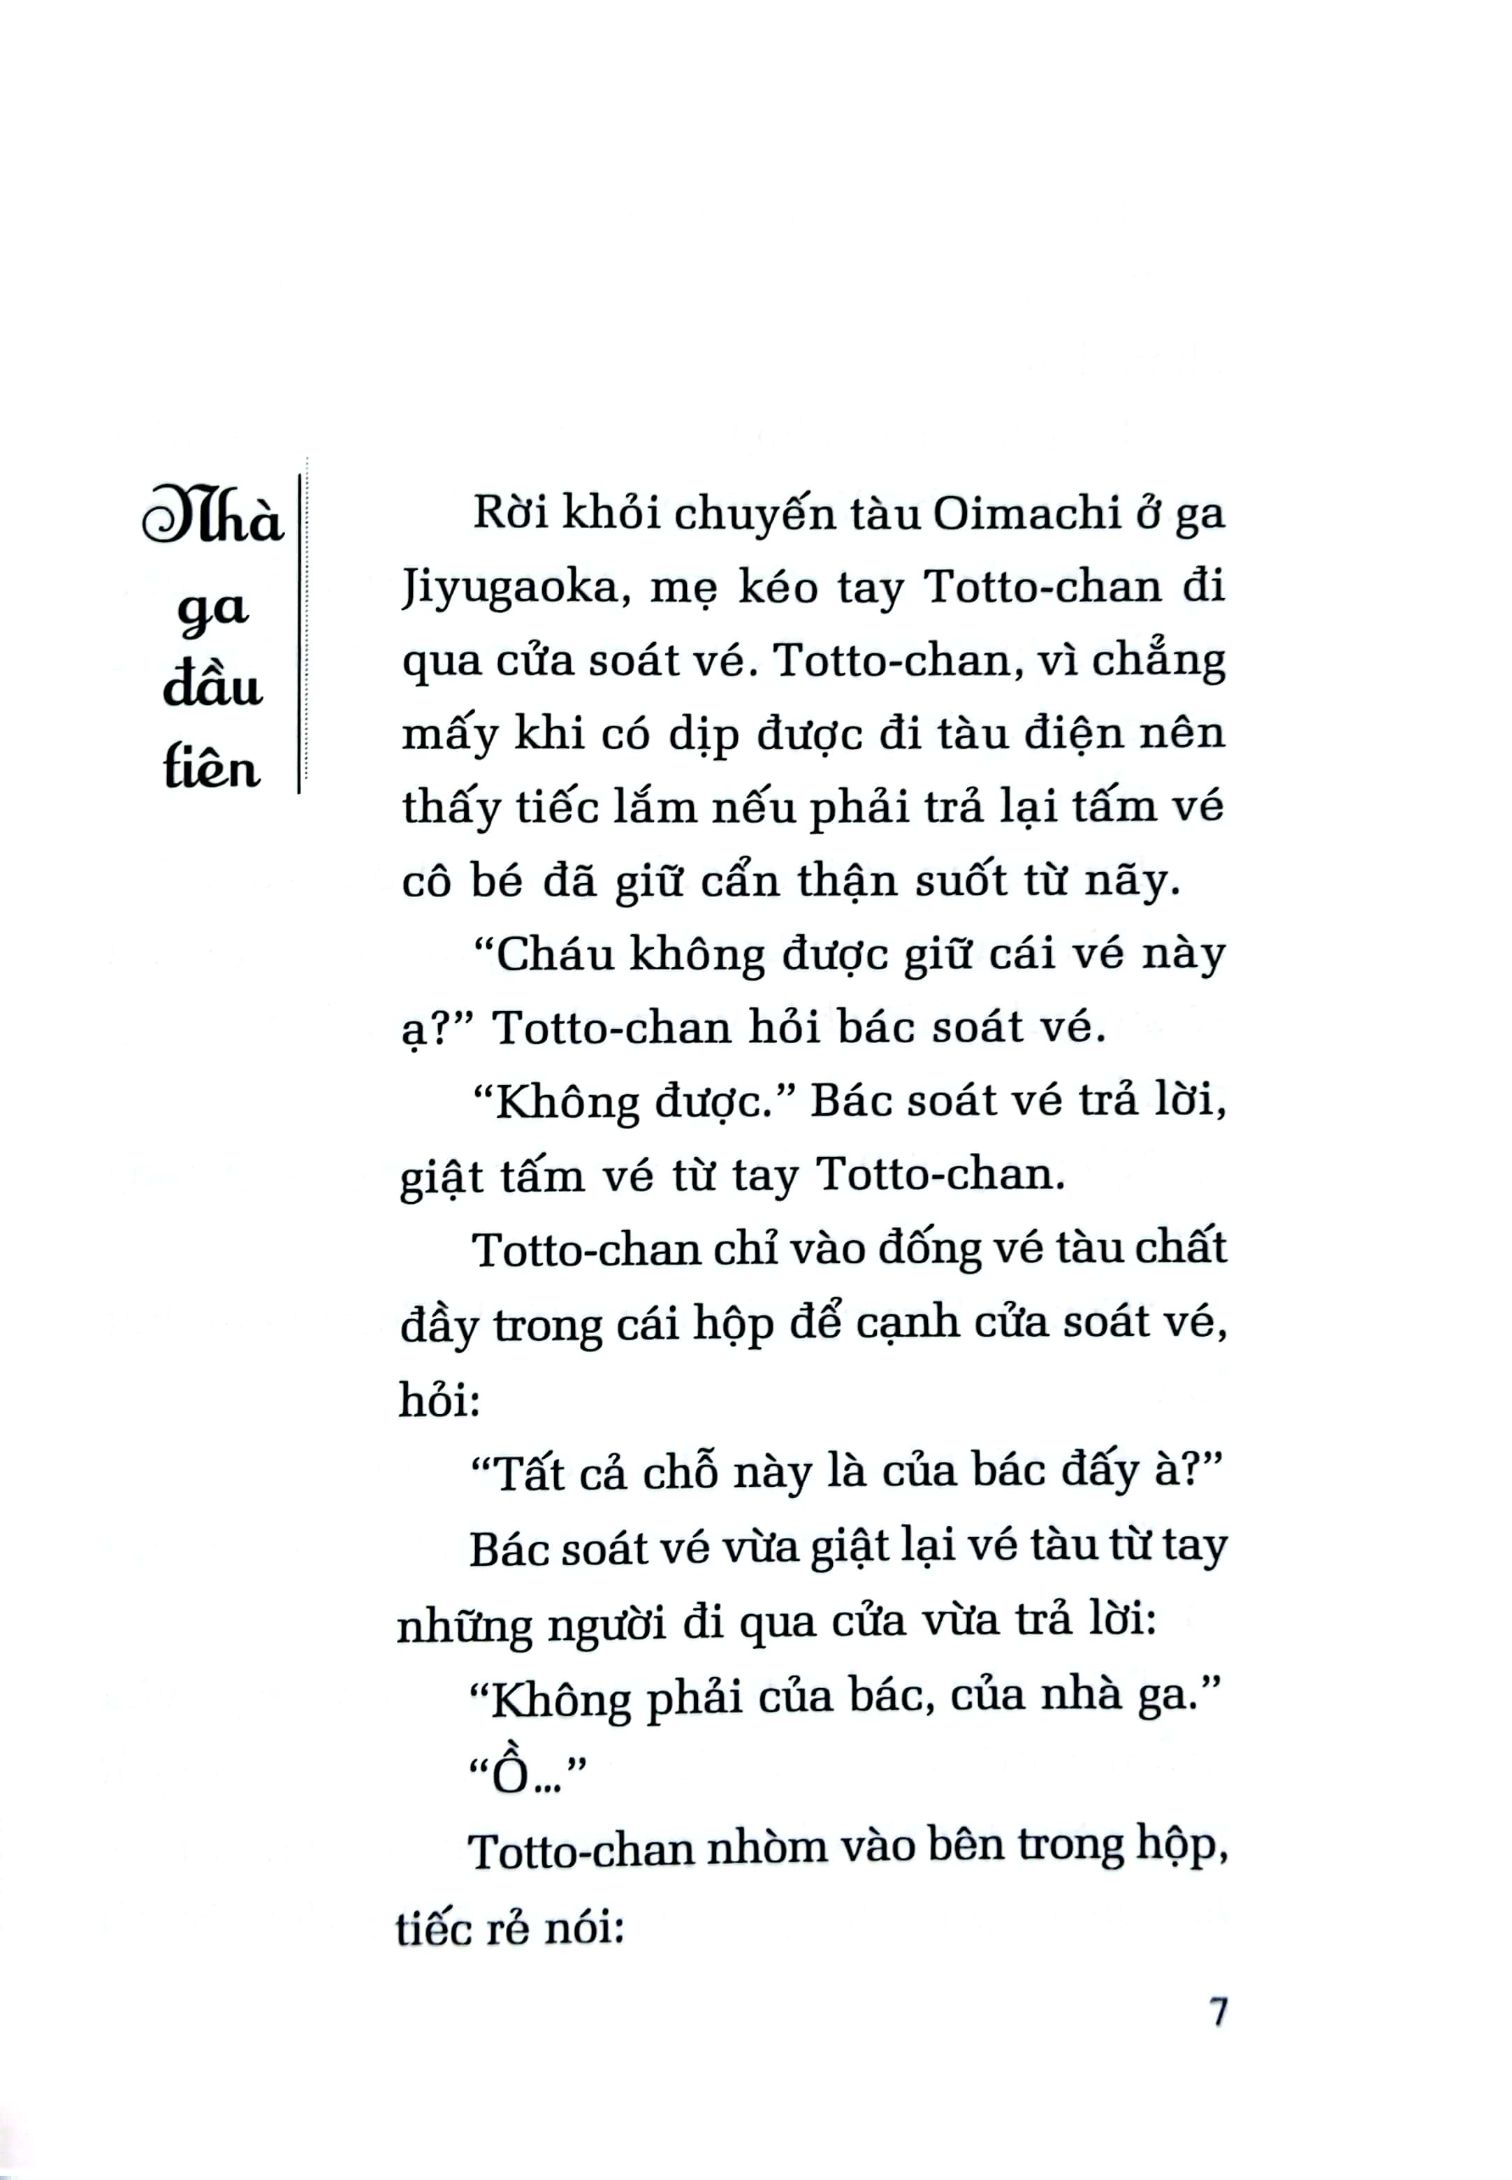 Nhà
ga
đầu
tiên
Rời khỏi chuyến tàu Oimachi ở ga
Jiyugaoka, mẹ kéo tay Totto-chan đi
qua cửa soát vé. Totto-chan, vì chẳng
mấy khi có dịp được đi tàu điện nên
thấy tiếc lắm nếu phải trả lại tấm vé
cô bé đã giữ cẩn thận suốt từ nãy.
“Cháu không được giữ cái vé này
ạ?” Totto-chan hỏi bác soát vé.
“Không được.” Bác soát vé trả lời,
giật tấm vé từ tay Totto-chan.
Totto-chan chỉ vào đống vé tàu chất
đầy trong cái hộp để cạnh cửa soát vé,
hỏi:
“Tất cả chỗ này là của bác đấy à?”
Bác soát vé vừa giật lại vé tàu từ tay
những người đi qua cửa vừa trả lời:
“Không phải của bác, của nhà ga.”
“Ồ...”
Totto-chan nhòm vào bên trong hộp,
tiếc rẻ nói:
7